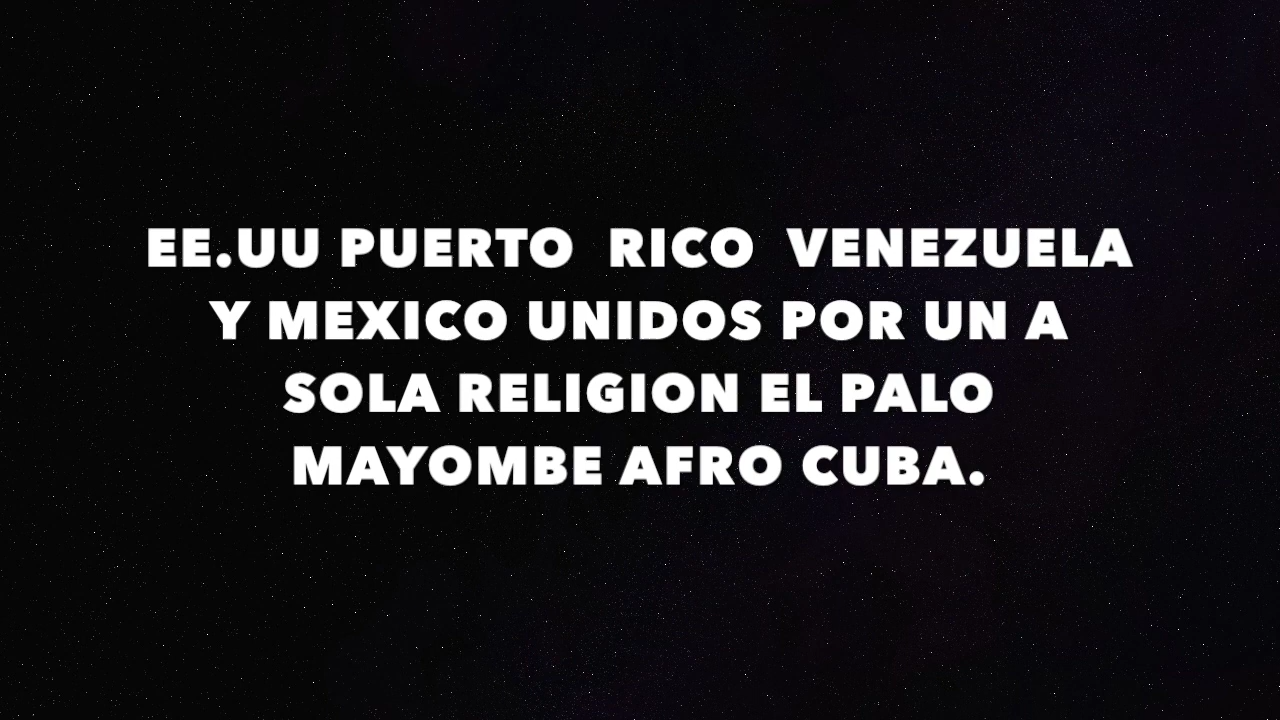 EE.UU PUERTO  RICO  VENEZUELA
Y MEXICO UNIDOS POR UN A
SOLA RELIGION EL PALO
MAYOMBE AFRO CUBA.